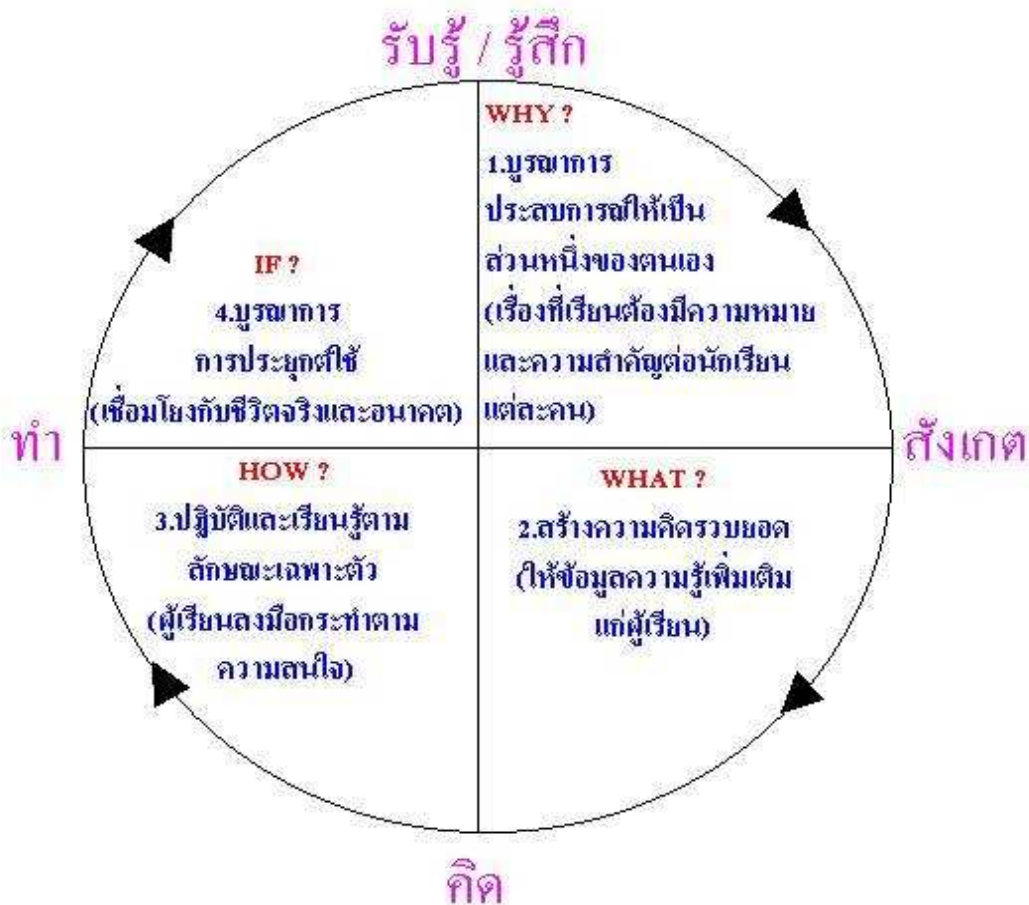 รับรู้ / รู้สึก
WHY ?
1.บูรณาการ
ประสบการณ์ให้เป็น
ส่วนหนึ่งของตนเอง
(เรื่องที่เรียนต้องมีความหมาย
และความสำคัญต่อนักเรียน
แต่ละคน)
สังเกต
WHAT ?
2.สร้างความคิดรวบยอด
(ให้ข้อมูลความรู้เพิ่มเติม
แก่ผู้เรียน)
คิด
HOW ?
3.ปฏิบัติและเรียนรู้ตาม
ลักษณะเฉพาะตัว
(ผู้เรียนลงมือกระทำตาม
ความสนใจ)
ทำ
IF ?
4.บูรณาการ
การประยุกต์ใช้
(เชื่อมโยงกับชีวิตจริงและอนาคต)